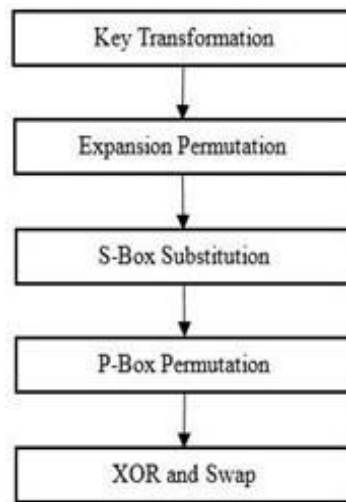 Key Transformation
Expansion Permutation
S-Box Substitution
P-Box Permutation
XOR and Swap